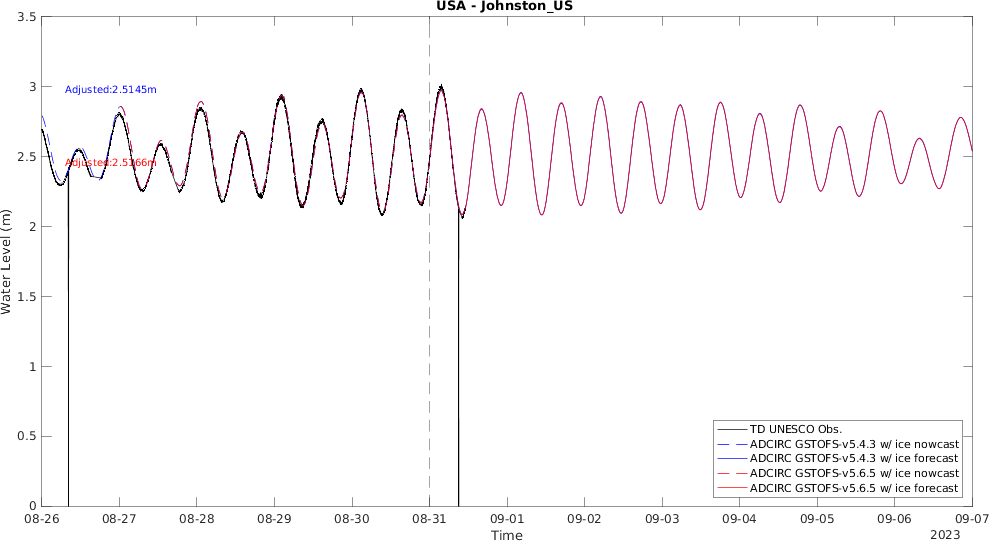 USA - Johnston_US
3.5
3
2.5
2
1.5
1
0.5
0
Water Level (m)
Adjusted:2.5145m
Adjusted:2.5166m
TD UNESCO Obs.
ADCIRC GSTOFS-v5.4.3 w/ ice nowcast
ADCIRC GSTOFS-v5.4.3 w/ ice forecast
ADCIRC GSTOFS-v5.6.5 w/ ice nowcast
ADCIRC GSTOFS-v5.6.5 w/ ice forecast
08-26 08-27 08-28 08-29 08-30 08-31 09-01 09-02 09-03 09-04 09-05 09-06 09-07
Time
2023